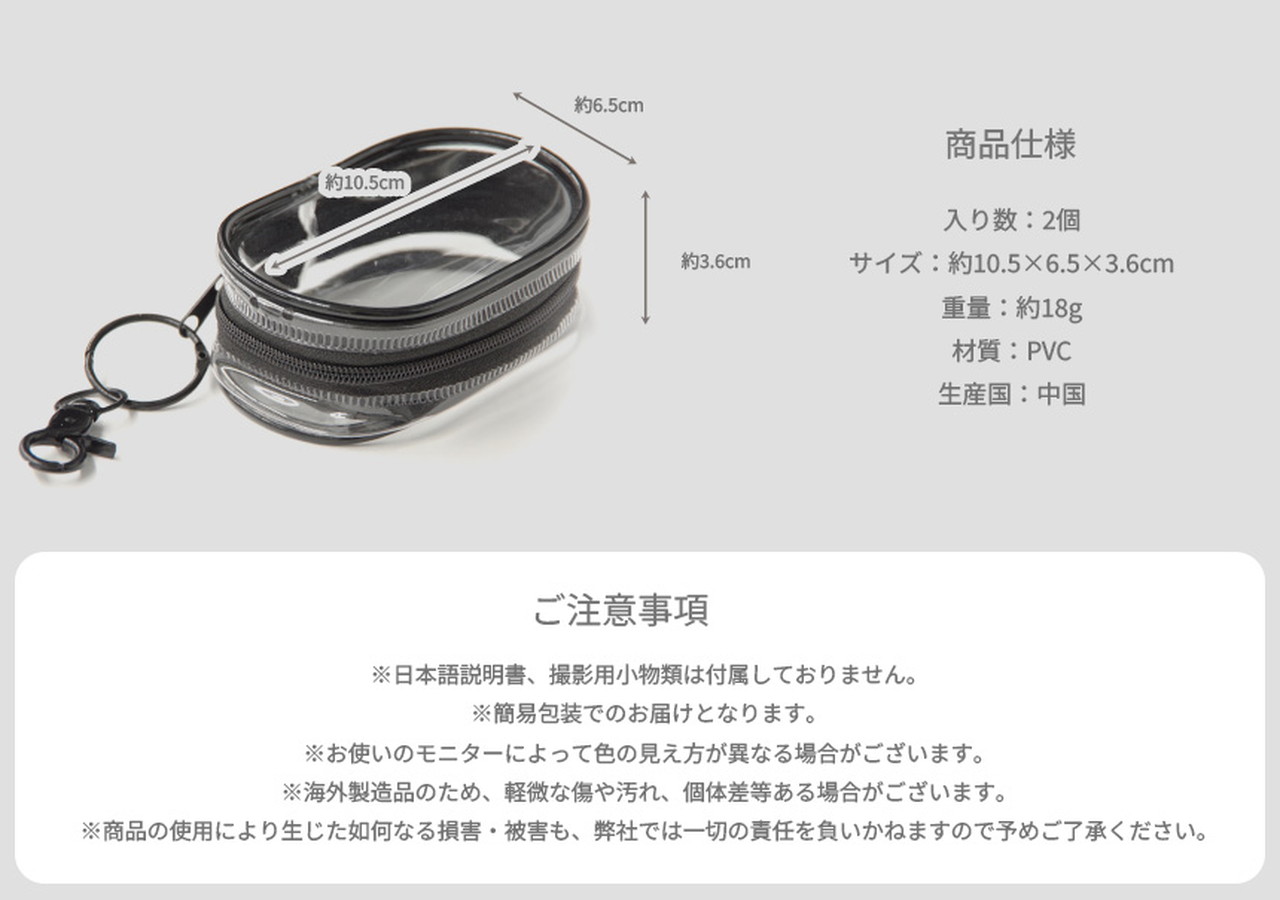 約6.5cm
約10.5cm
約3.6cm
商品仕様
入り数：2個
サイズ：約10.5×6.5×3.6cm
重量：約18g
材質：PVC
生産国：中国
ご注意事項
※日本語説明書、撮影用小物類は付属しておりません。
※簡易包装でのお届けとなります。
※お使いのモニターによって色の見え方が異なる場合がございます。
※海外製造品のため、軽微な傷や汚れ、個体差等ある場合がございます。
※商品の使用により生じた如何なる損害・被害も、弊社では一切の責任を負いかねますので予めご了承ください。